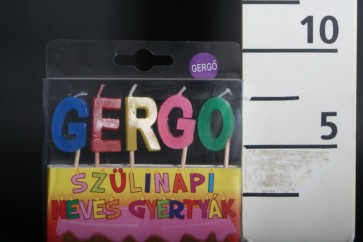 GERGŐ
GERGO
SZÜLINAPI
NEVES GYERTYÁK
10
5